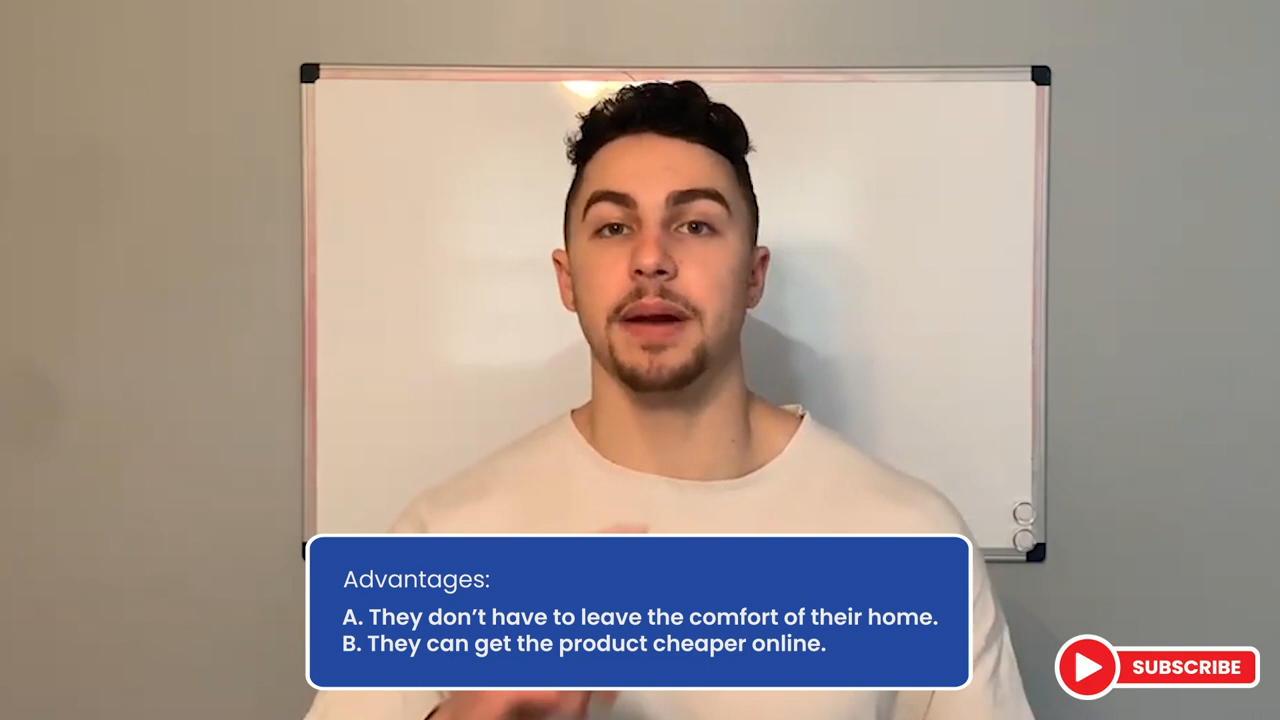 Advantages:
A. They don’t have to leave the comfort of their home.
B. They can get the product cheaper online.
SUBSCRIBE